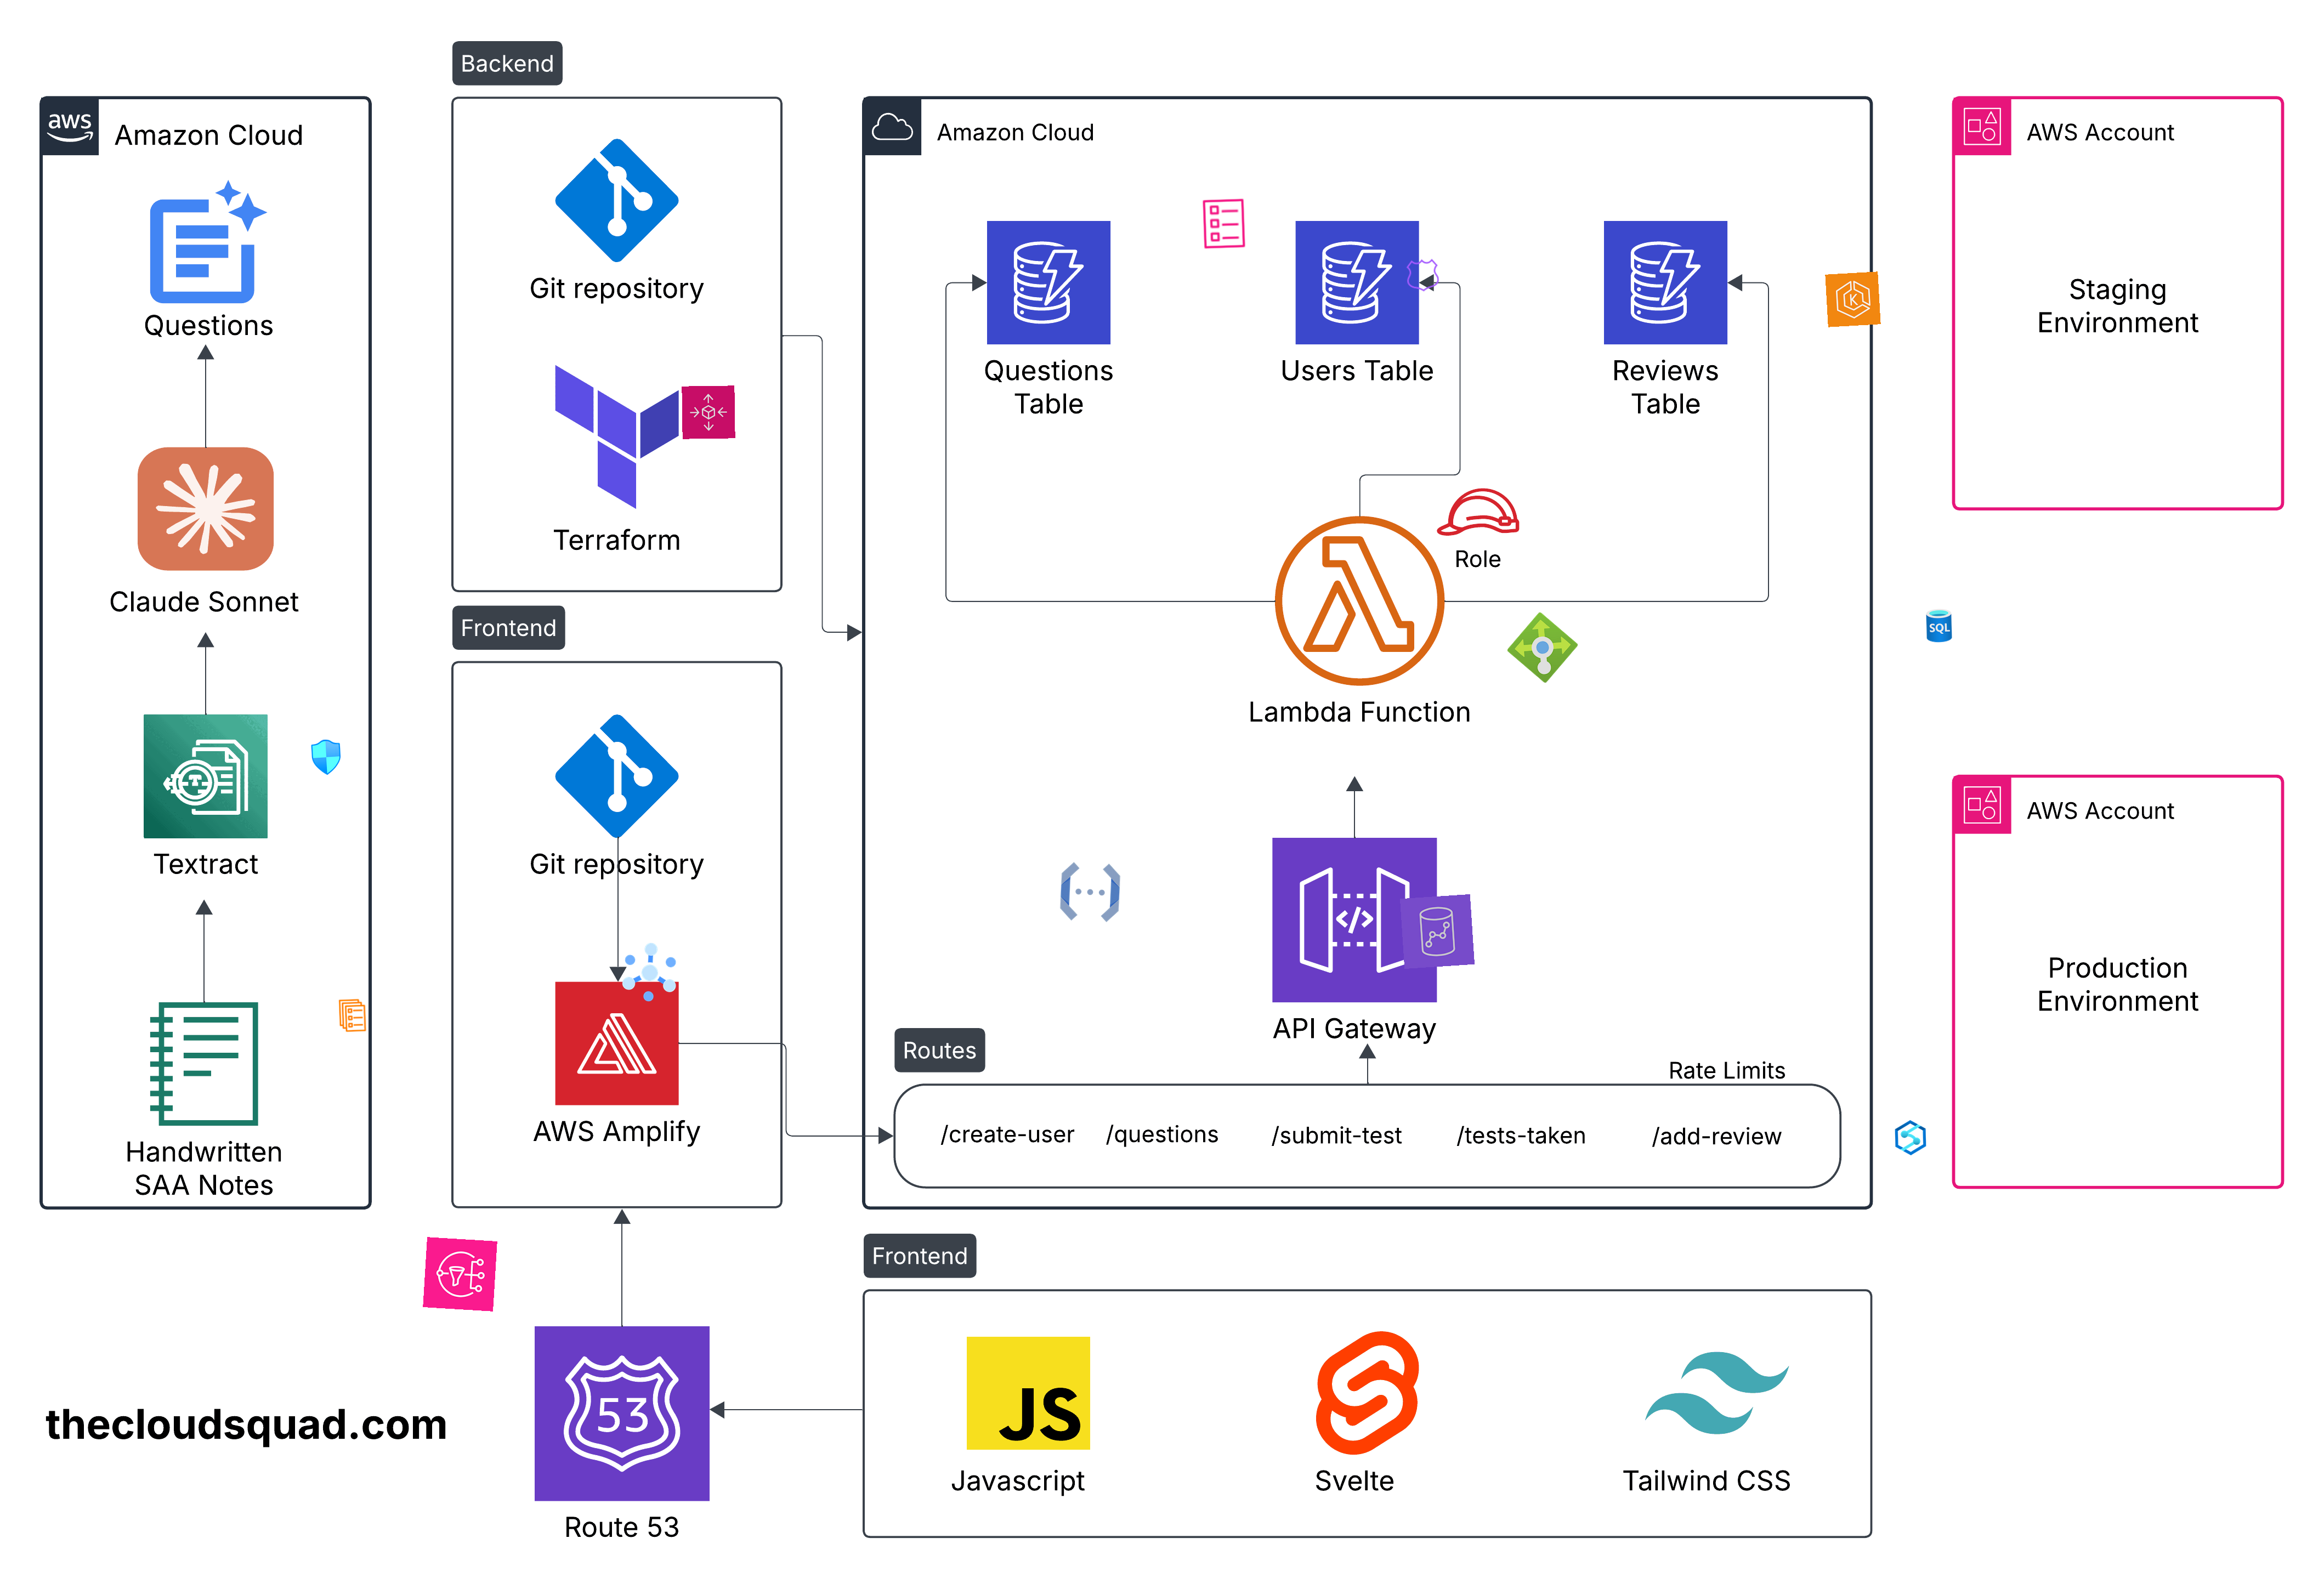 Backend
aws
Amazon Cloud
Questions
Claude Sonnet
Textract
Handwritten
SAA Notes
Git repository
Terraform
Frontend
Git repository
AWS Amplify
Amazon Cloud
Questions
Table
Users Table
Reviews
Table
K
Role
Lambda Function
API Gateway
Routes
Rate Limits
/create-user
/questions
/submit-test
/tests-taken
/add-review
AWS Account
Staging
Environment
SQL
AWS Account
Production
Environment
thecloudsquad.com
53
Route 53
Frontend
JS
Javascript
Svelte
Tailwind CSS